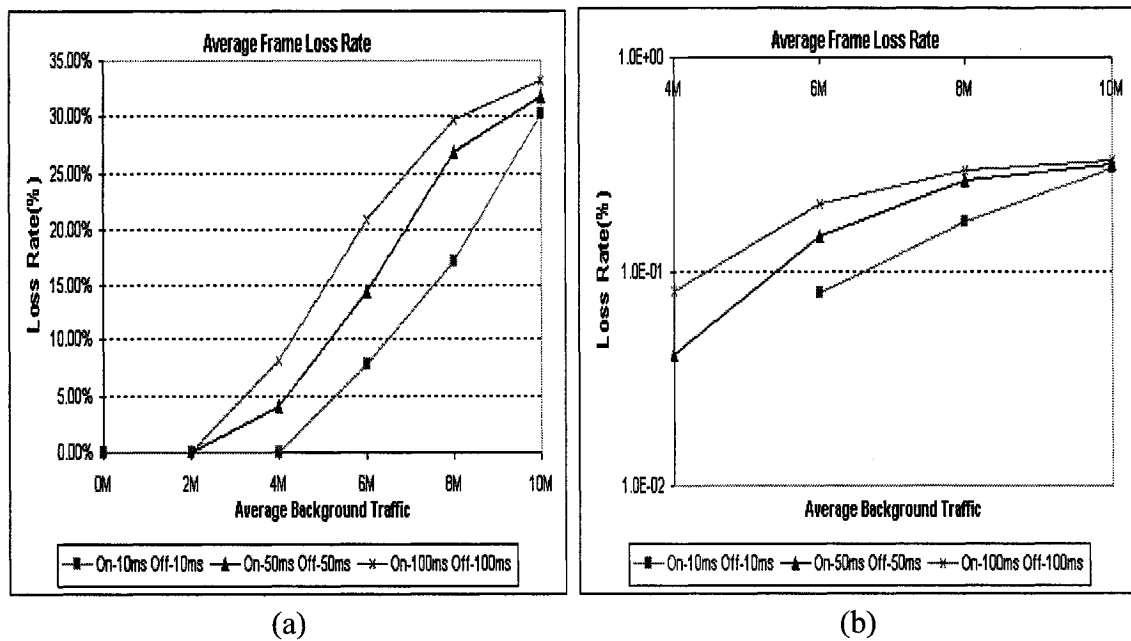 Average Frame Loss Rate
35.00%
30.00%
25.00%
20.00%
15.00%
10.00%
5.00%
0.00%
Loss Rate(%)
0M 2M 4M 6M 8M 10M
Average Background Traffic
On-10ms Off-10ms On-50ms Off-50ms On-100ms Off-100ms
(a)
Average Frame Loss Rate
1.0E+00
4M 6M 8M 10M
1.0E-01
1.0E-02
Loss Rate(%)
Average Background Traffic
On-10ms Off-10ms On-50ms Off-50ms On-100ms Off-100ms
(b)